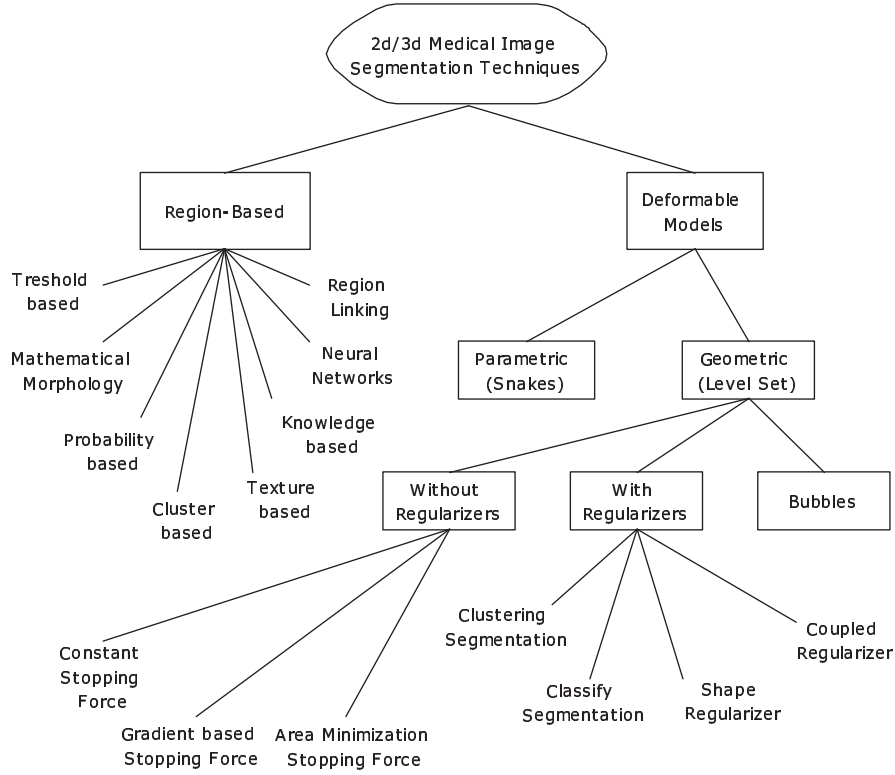 2d/3d Medical Image
Segmentation Techniques
Region-Based
Deformable
Models
Treshold
based
Region
Linking
Mathematical
Morphology
Neural
Networks
Parametric
(Snakes)
Geometric
(Level Set)
Probability
based
Knowledge
based
Cluster
based
Texture
based
Without
Regularizers
With
Regularizers
Bubbles
Constant
Stopping
Force
Gradient based
Stopping Force
Area Minimization
Stopping Force
Clustering
Segmentation
Classify
Segmentation
Shape
Regularizer
Coupled
Regularizer